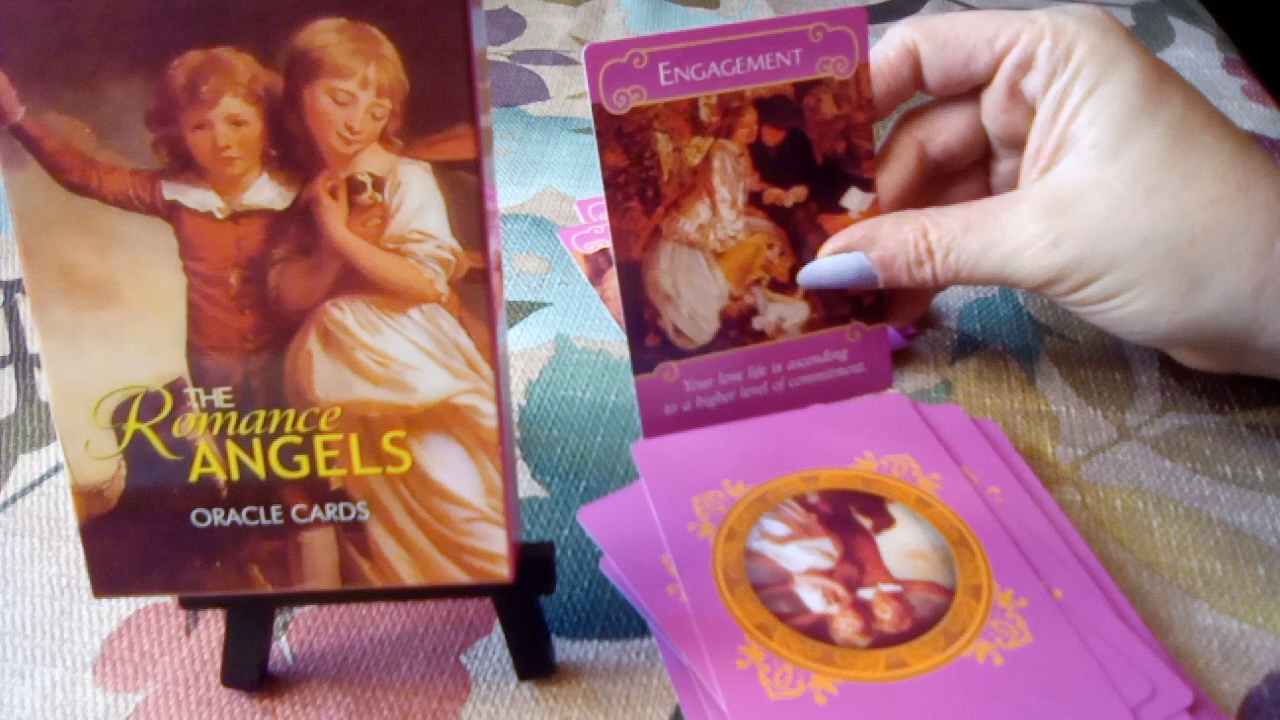 THE
Romance
ANGELS
ORACLE CARDS
ENGAGEMENT
Your love life is ascending
to a higher level of commitment.